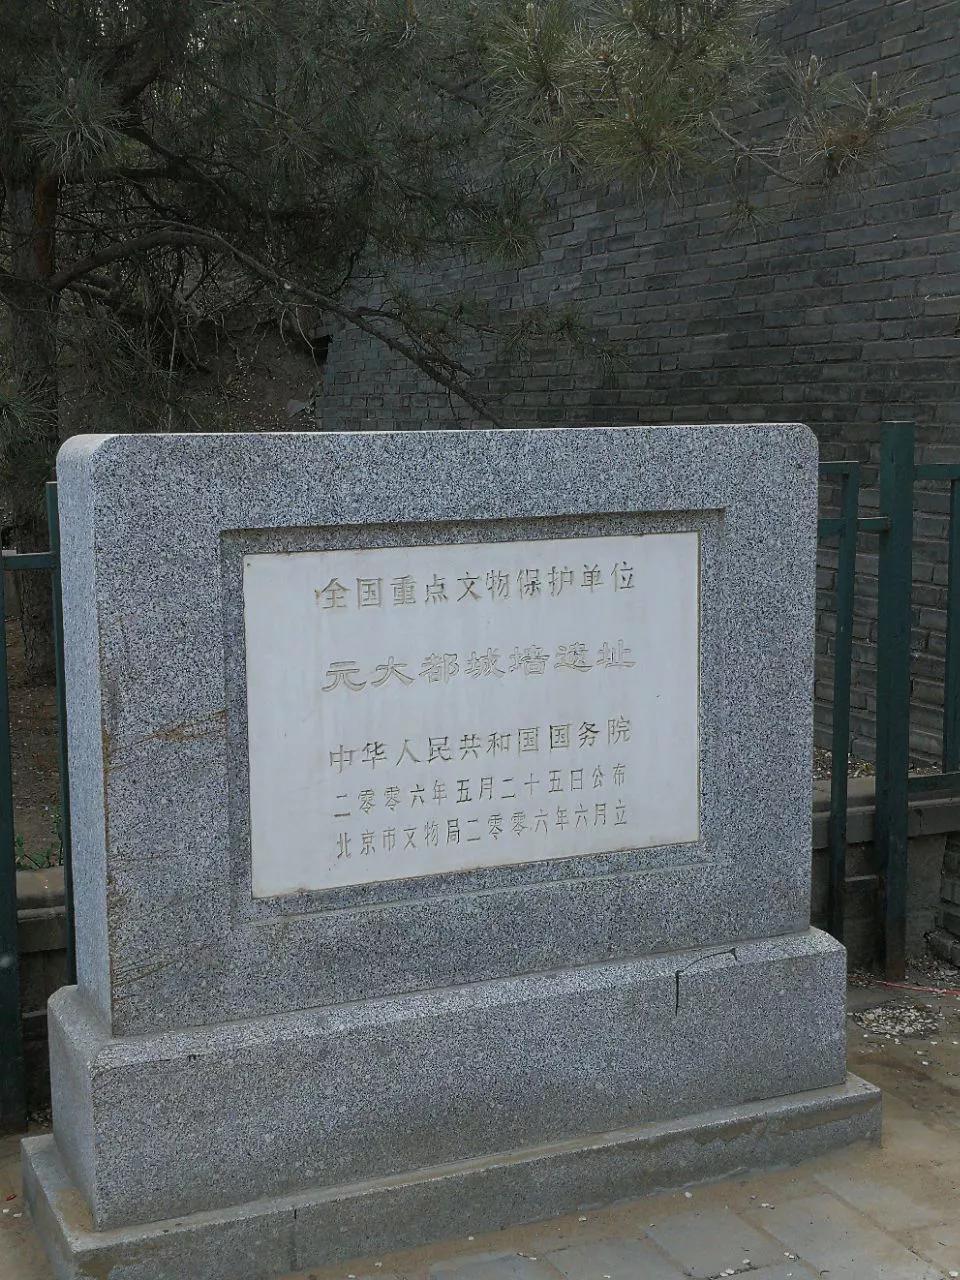 全国重点文物保护单位
元大都城墙遗址
中华人民共和国国务院
二零零六年五月二十五日公布
北京市文物局二零零六年六月立